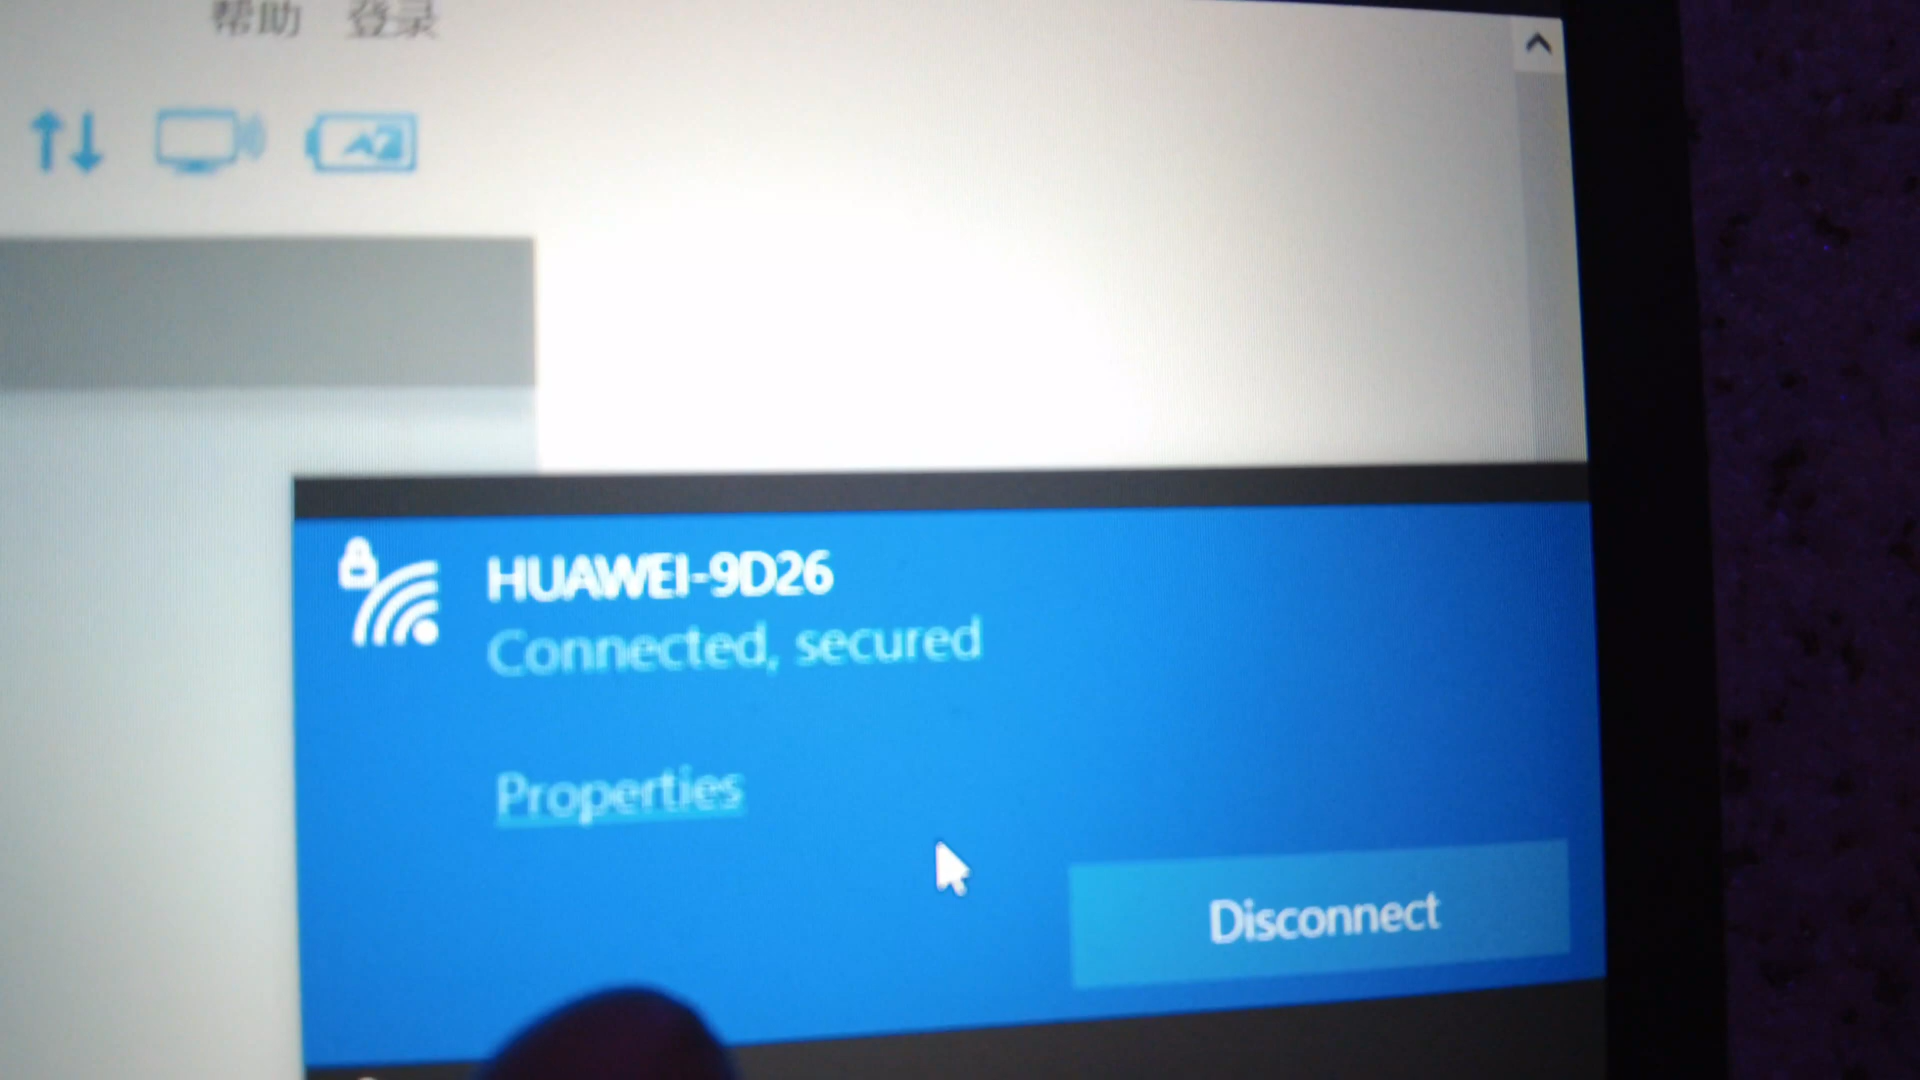 帮助 登录
HUAWEI-9D26
Connected, secured
Properties
Disconnect